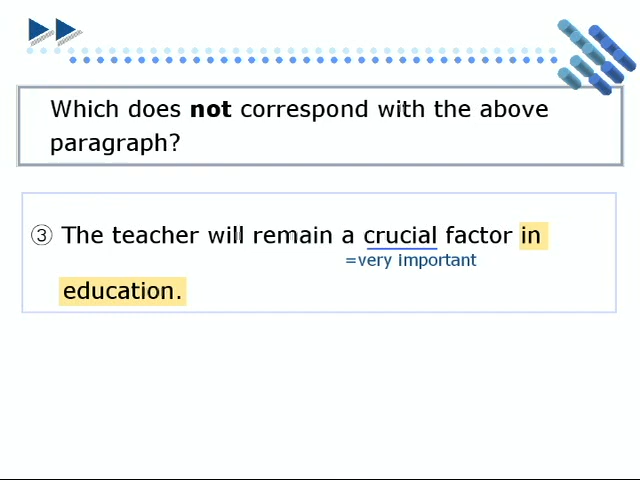 Which does not correspond with the above
paragraph?
③ The teacher will remain a crucial factor in
=very important
education.